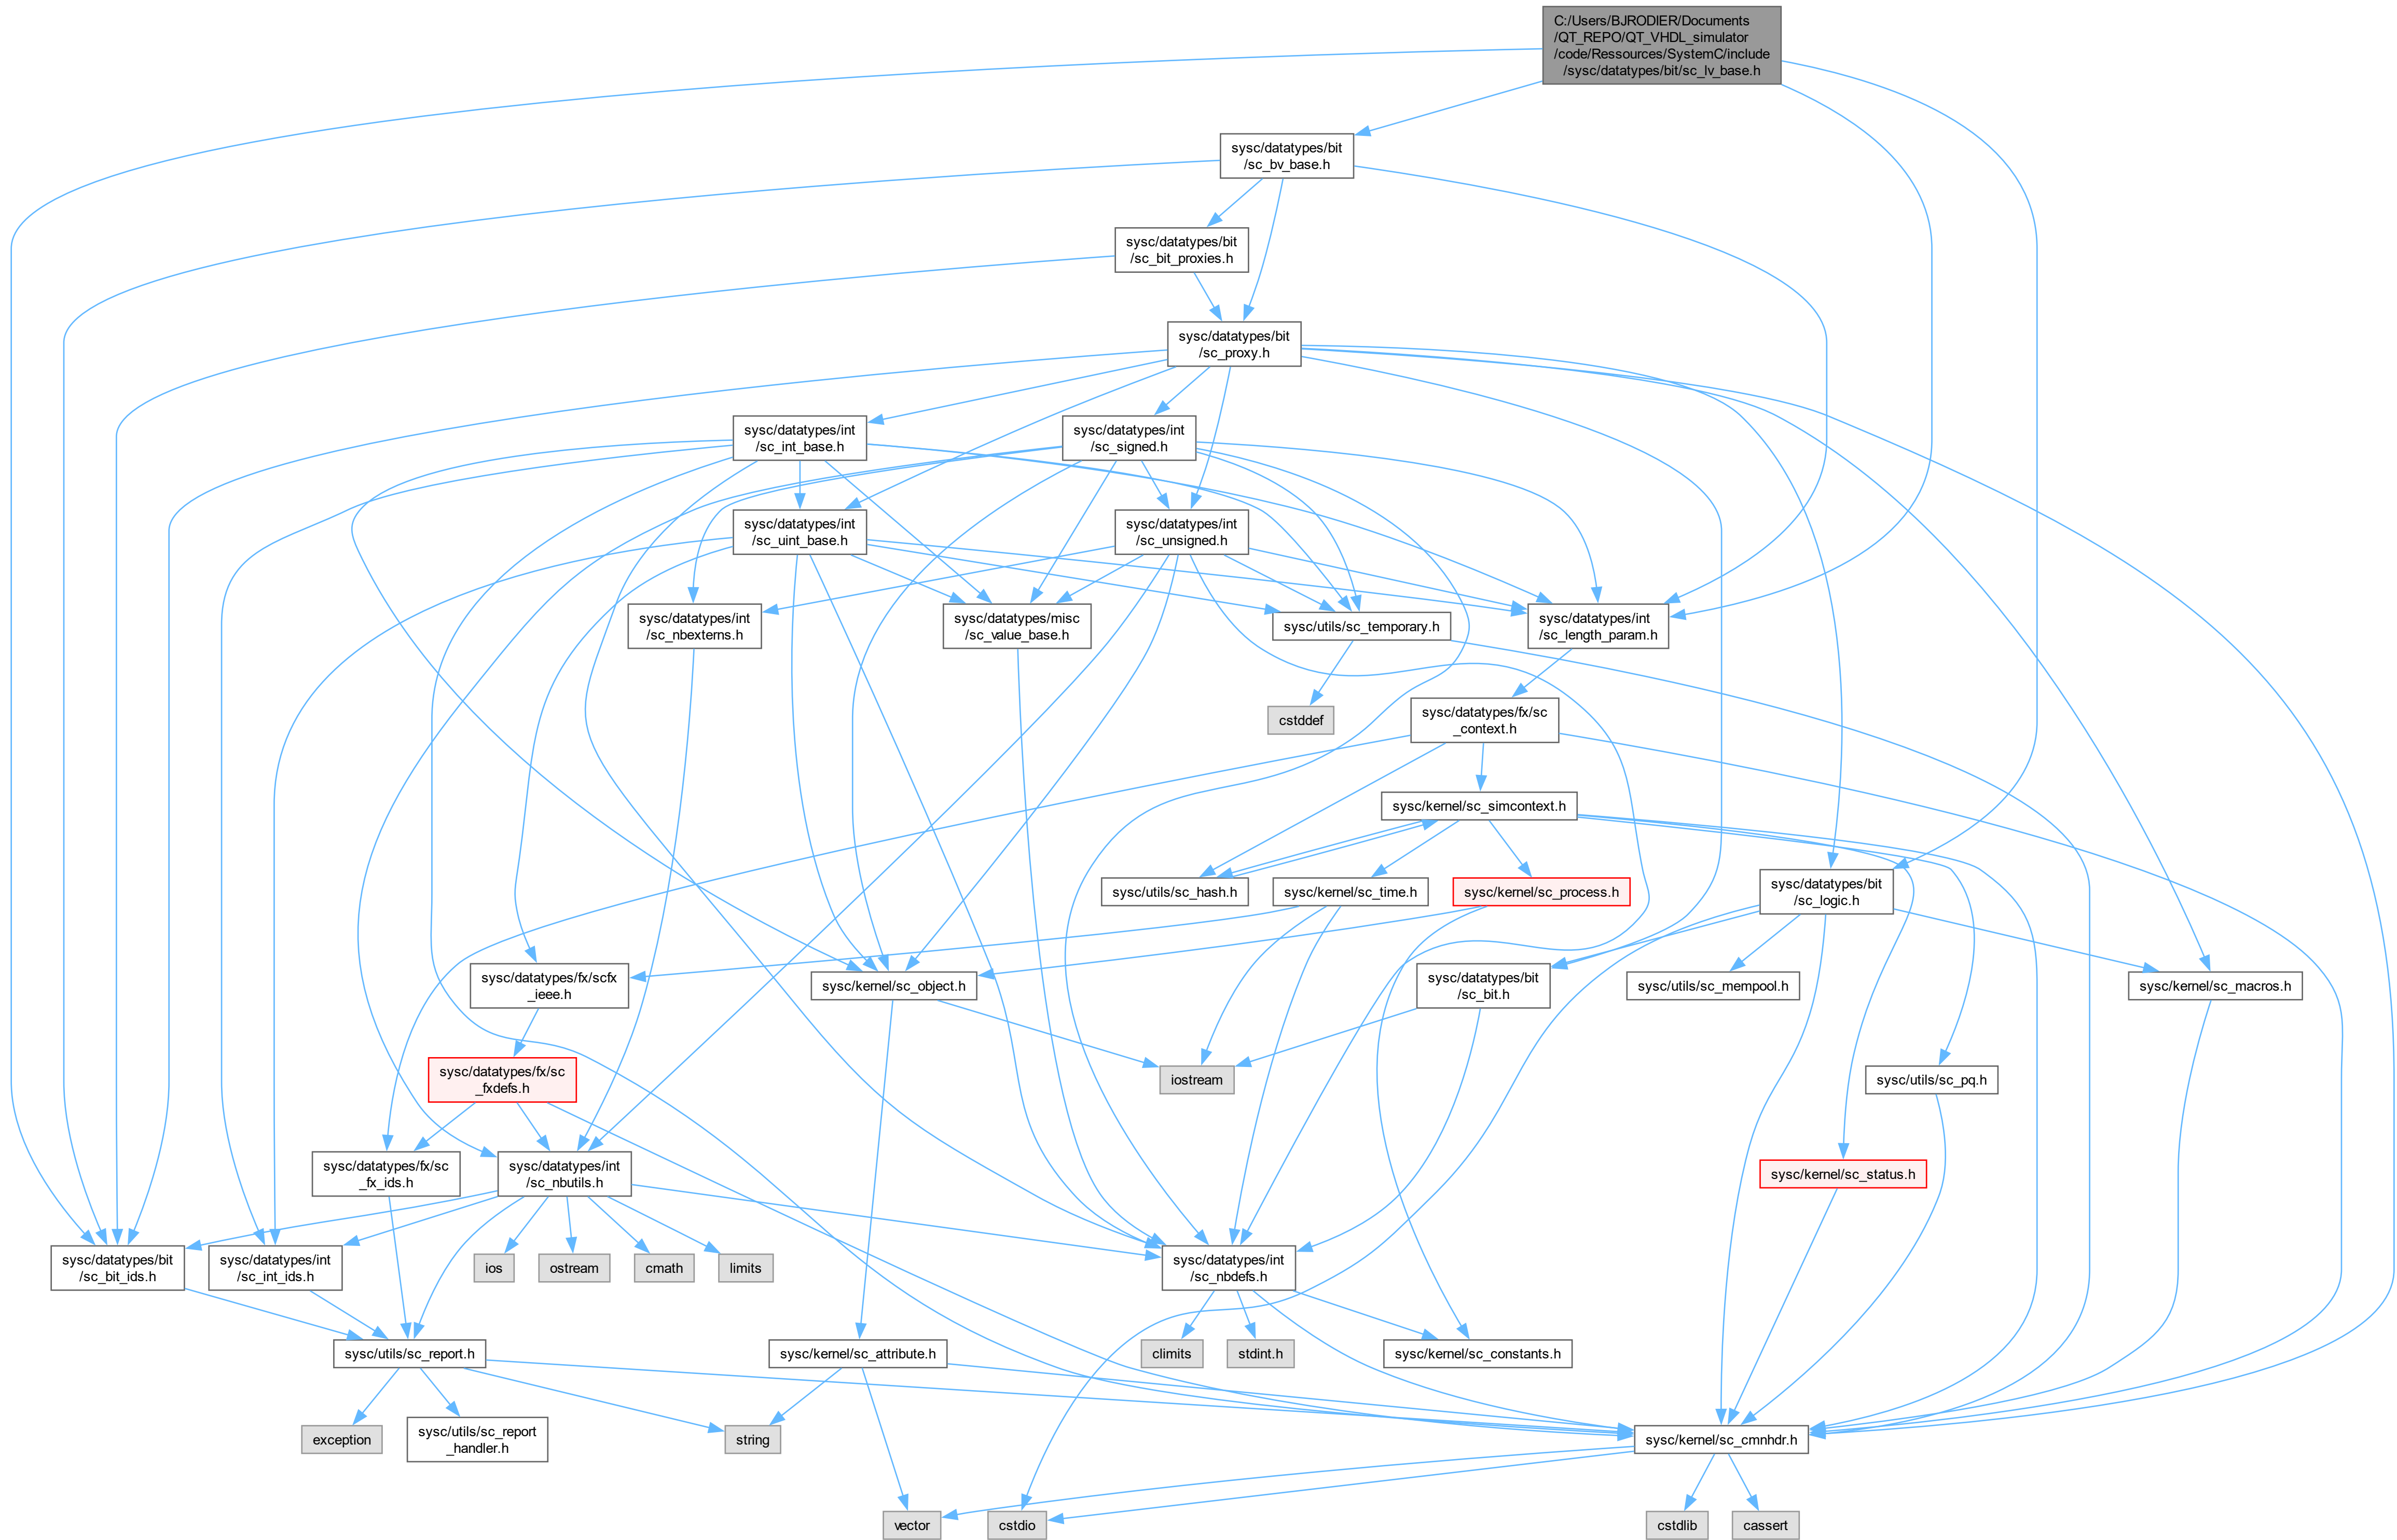 C:/Users/BJRODIER/Documents
/QT_REPO/QT_VHDL_simulator
/code/Ressources/SystemC/include
/sysc/datatypes/bit/sc_lv_base.h
sysc/datatypes/bit
/sc_bv_base.h
sysc/datatypes/bit
/sc_bit_proxies.h
sysc/datatypes/bit
/sc_proxy.h
sysc/datatypes/int
/sc_int_base.h
sysc/datatypes/int
/sc_signed.h
sysc/datatypes/int
/sc_uint_base.h
sysc/datatypes/int
/sc_unsigned.h
sysc/datatypes/int
/sc_nbexterns.h
sysc/datatypes/misc
/sc_value_base.h
sysc/utils/sc_temporary.h
sysc/datatypes/int
/sc_length_param.h
cstddef
sysc/datatypes/fx/sc
_context.h
sysc/kernel/sc_simcontext.h
sysc/utils/sc_hash.h
sysc/kernel/sc_time.h
sysc/kernel/sc_process.h
sysc/datatypes/bit
/sc_logic.h
sysc/datatypes/fx/scfx
_ieee.h
sysc/kernel/sc_object.h
sysc/datatypes/bit
/sc_bit.h
sysc/utils/sc_mempool.h
sysc/kernel/sc_macros.h
sysc/datatypes/fx/sc
_fxdefs.h
iostream
sysc/utils/sc_pq.h
sysc/datatypes/fx/sc
_fx_ids.h
sysc/datatypes/int
/sc_nbutils.h
sysc/kernel/sc_status.h
sysc/datatypes/bit
/sc_bit_ids.h
sysc/datatypes/int
/sc_int_ids.h
ios
ostream
cmath
limits
sysc/datatypes/int
/sc_nbdefs.h
sysc/utils/sc_report.h
sysc/kernel/sc_attribute.h
climits
stdint.h
sysc/kernel/sc_constants.h
exception
sysc/utils/sc_report
_handler.h
string
sysc/kernel/sc_cmnhdr.h
vector
cstdio
cstdlib
cassert